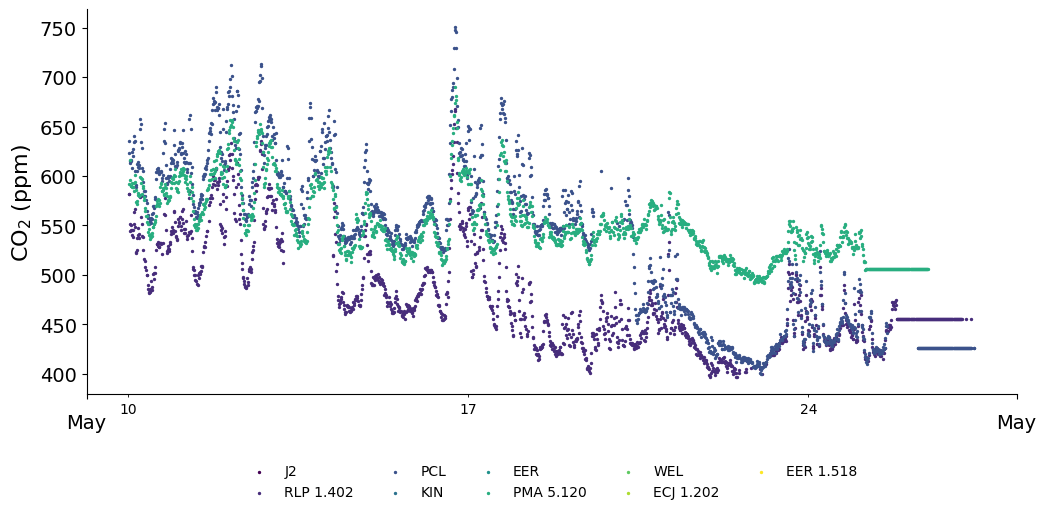 750
700
650
600
550
500
450
400
CO₂ (ppm)
10
17
24
May
May
J2
PCL
EER
WEL
EER 1.518
RLP 1.402
KIN
PMA 5.120
ECJ 1.202